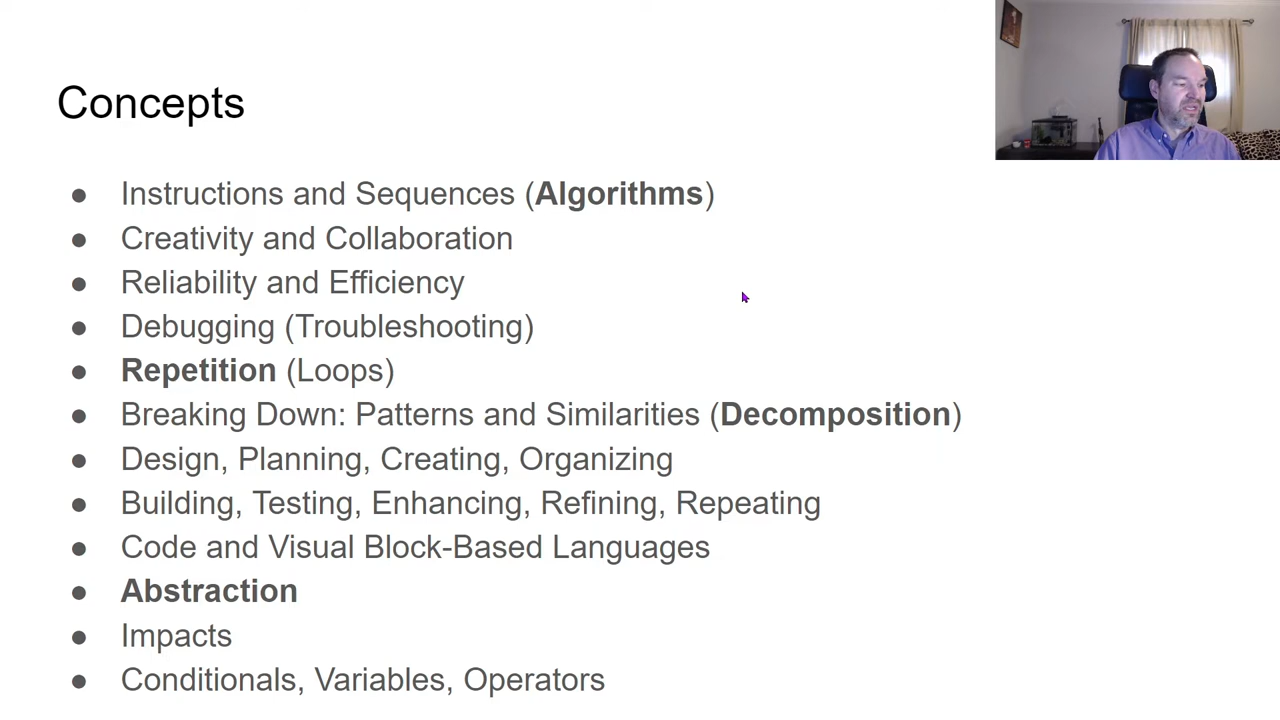 Concepts
● Instructions and Sequences (Algorithms)
● Creativity and Collaboration
● Reliability and Efficiency
● Debugging (Troubleshooting)
● Repetition (Loops)
● Breaking Down: Patterns and Similarities (Decomposition)
● Design, Planning, Creating, Organizing
● Building, Testing, Enhancing, Refining, Repeating
● Code and Visual Block-Based Languages
● Abstraction
● Impacts
● Conditionals, Variables, Operators